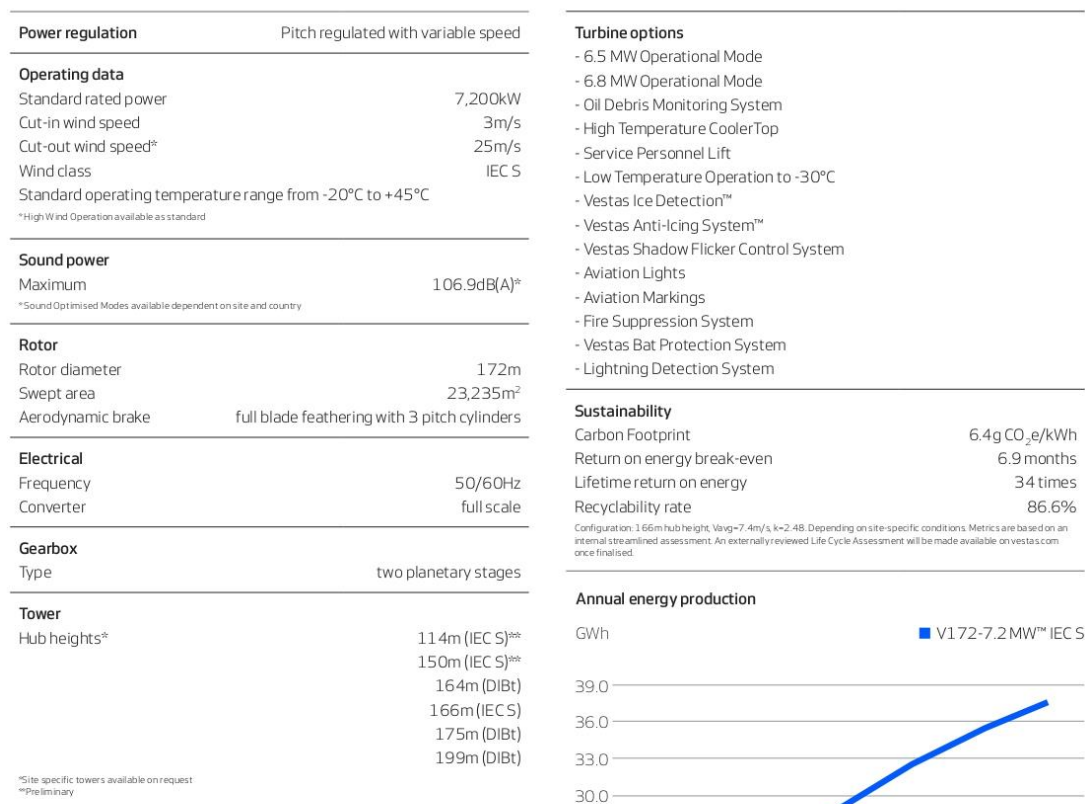 Power regulation Pitch regulated with variable speed
Operating data
Standard rated power 7,200kW
Cut-in wind speed 3m/s
Cut-out wind speed* 25m/s
Wind class IEC S
Standard operating temperature range from -20°C to +45°C
*High Wind Operation available as standard
Sound power
Maximum 106.9dB(A)*
*Sound Optimised Modes available dependent on site and country
Rotor
Rotor diameter 172m
Swept area 23,235m²
Aerodynamic brake full blade feathering with 3 pitch cylinders
Electrical
Frequency 50/60Hz
Converter full scale
Gearbox
Type two planetary stages
Tower
Hub heights* 114m (IEC S)**
150m (IEC S)**
164m (DIBt)
166m (IEC S)
175m (DIBt)
199m (DIBt)
*Site specific towers available on request
**Preliminary
Turbine options
- 6.5 MW Operational Mode
- 6.8 MW Operational Mode
- Oil Debris Monitoring System
- High Temperature CoolerTop
- Service Personnel Lift
- Low Temperature Operation to -30°C
- Vestas Ice Detection™
- Vestas Anti-Icing System™
- Vestas Shadow Flicker Control System
- Aviation Lights
- Aviation Markings
- Fire Suppression System
- Vestas Bat Protection System
- Lightning Detection System
Sustainability
Carbon Footprint 6.4g CO₂e/kWh
Return on energy break-even 6.9 months
Lifetime return on energy 34 times
Recyclability rate 86.6%
Configuration: 166m hub height, Vavg=7.4m/s, k=2.48. Depending on site-specific conditions. Metrics are based on an
internal streamlined assessment. An externally reviewed Life Cycle Assessment will be made available on vestas.com
once finalised.
Annual energy production
GWh V172-7.2 MW™ IEC S
39.0
36.0
33.0
30.0